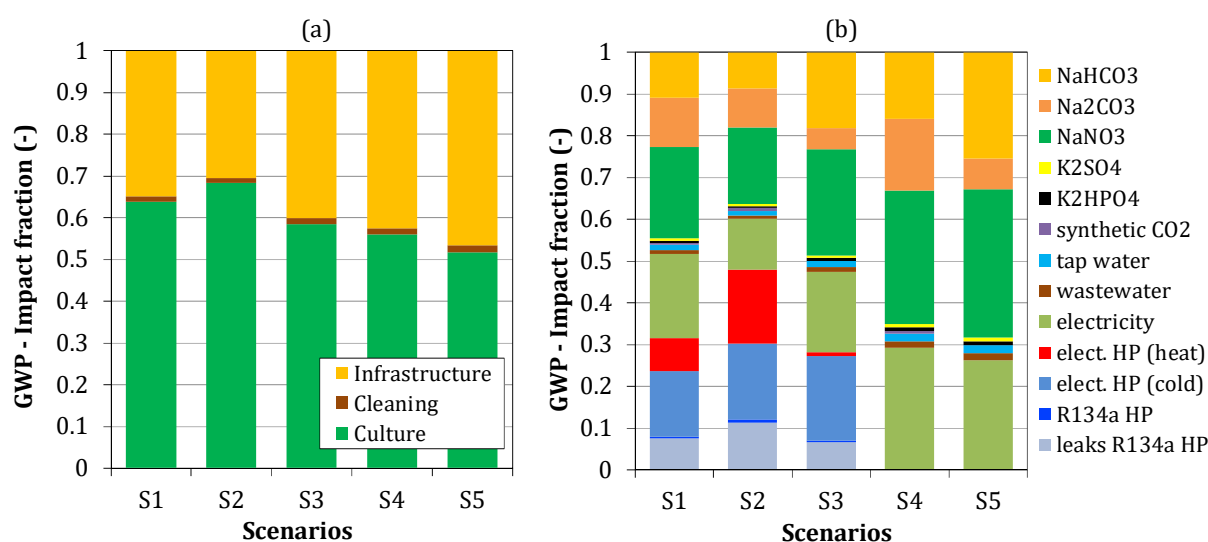 (a)
GWP - Impact fraction (-)
1
0.9
0.8
0.7
0.6
0.5
0.4
0.3
0.2
0.1
0
Infrastructure
Cleaning
Culture
S1 S2 S3 S4 S5
Scenarios
(b)
GWP - Impact fraction (-)
1
0.9
0.8
0.7
0.6
0.5
0.4
0.3
0.2
0.1
0
S1 S2 S3 S4 S5
Scenarios
NaHCO3
Na2CO3
NaNO3
K2SO4
K2HPO4
synthetic CO2
tap water
wastewater
electricity
elect. HP (heat)
elect. HP (cold)
R134a HP
leaks R134a HP